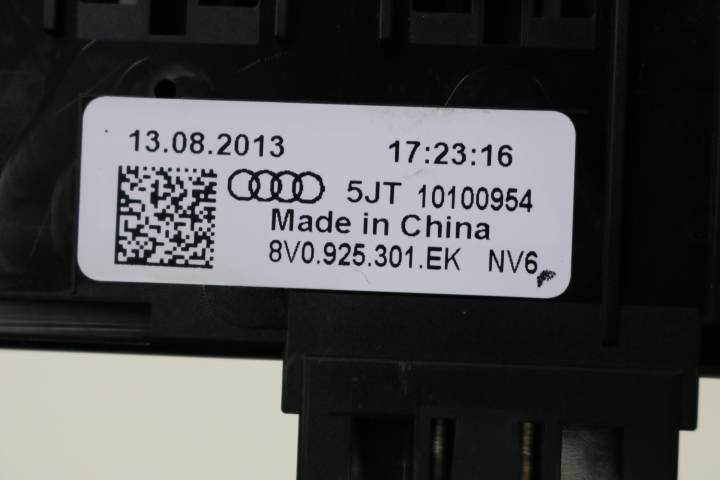 13.08.2013 17:23:16
5JT 10100954
Made in China
8V0.925.301.EK NV6